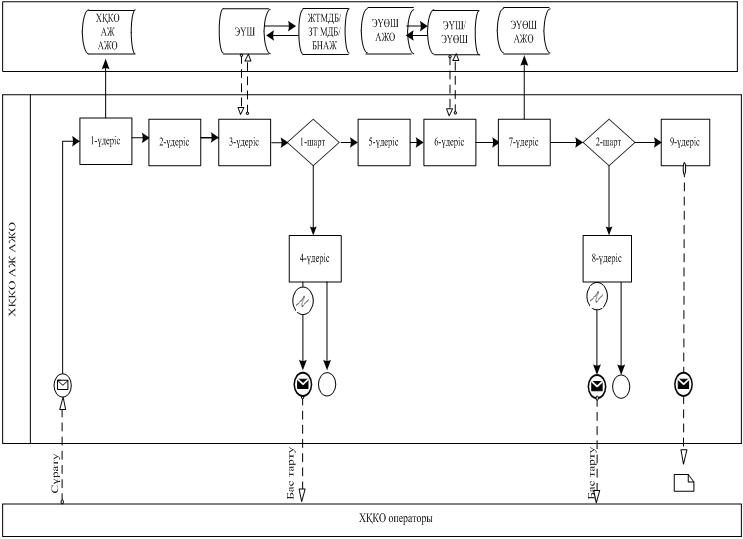 ХҚКО
АЖ
АЖО
ЭҮШ
ЖТМДБ/
ЗТ МДБ/
БНАЖ
ЭҮӨШ
АЖО
ЭҮШ/
ЭҮӨШ
ЭҮӨШ
АЖО
ХҚКО АЖ АЖО
1-үдеріс
2-үдеріс
3-үдеріс
1-шарт
5-үдеріс
6-үдеріс
7-үдеріс
2-шарт
9-үдеріс
4-үдеріс
8-үдеріс
Сұрату
Бас тарту
Бас тарту
ХҚКО операторы